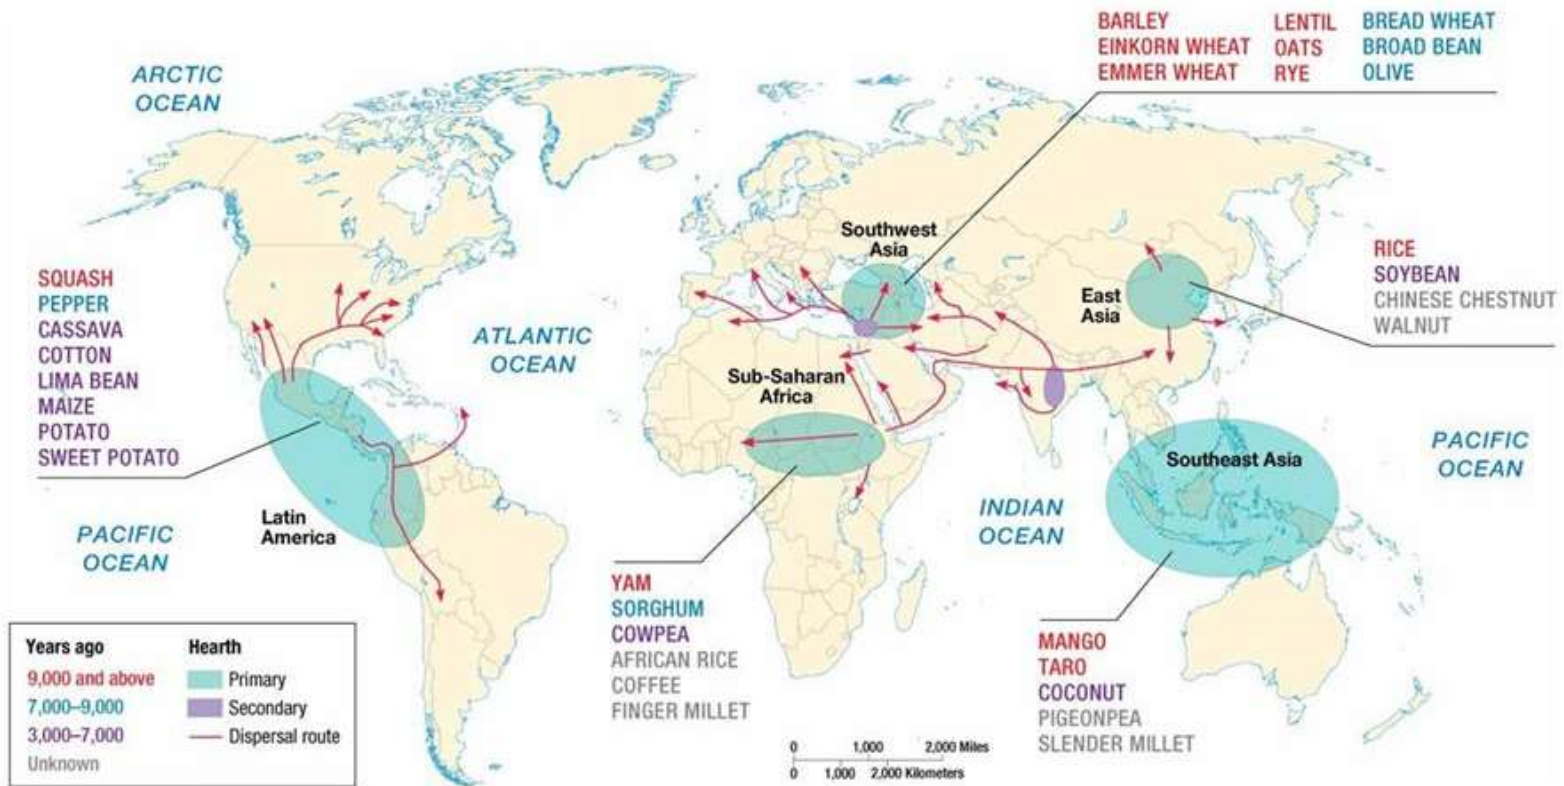 BARLEY
EINKORN WHEAT
EMMER WHEAT
LENTIL
OATS
RYE
BREAD WHEAT
BROAD BEAN
OLIVE
ARCTIC
OCEAN
Southwest
Asia
RICE
SOYBEAN
CHINESE CHESTNUT
WALNUT
East
Asia
SQUASH
PEPPER
CASSAVA
COTTON
LIMA BEAN
MAIZE
POTATO
SWEET POTATO
ATLANTIC
OCEAN
Sub-Saharan
Africa
PACIFIC
OCEAN
Southeast Asia
INDIAN
OCEAN
Latin
America
PACIFIC
OCEAN
YAM
SORGHUM
COWPEA
AFRICAN RICE
COFFEE
FINGER MILLET
MANGO
TARO
COCONUT
PIGEONPEA
SLENDER MILLET
Years ago
9,000 and above
7,000–9,000
3,000–7,000
Unknown
Hearth
Primary
Secondary
Dispersal route
0 1,000 2,000 Miles
0 1,000 2,000 Kilometers